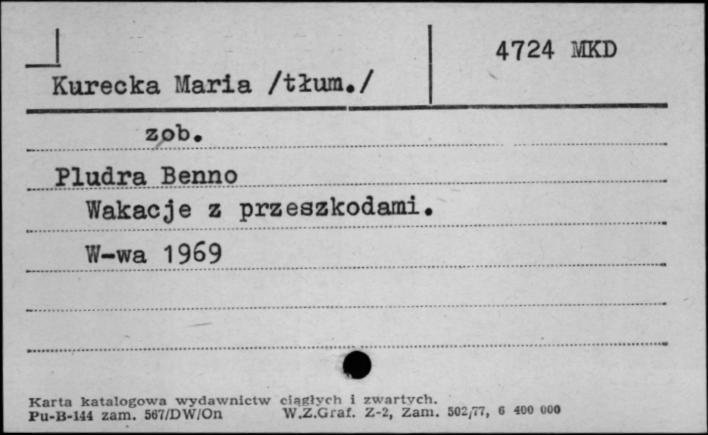 4724 MKD
Kurecka Maria /tłum./
zob.
Pludra Benno
Wakacje z przeszkodami.
W-wa 1969
Karta katalogowa wydawnictw ciągłych i zwartych.
Pu-B-144 zam. 567/DW/On W.Z.Graf. Z-2, Zam. 502/77, 6 400 000